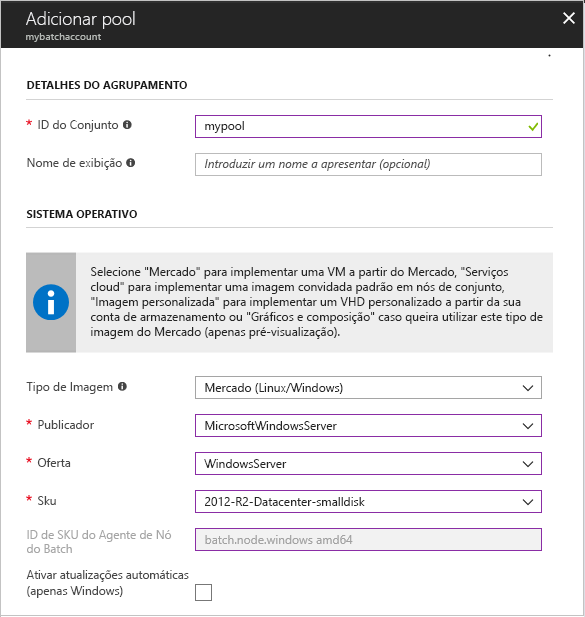 Adicionar pool
mybatchaccount
DETALHES DO AGRUPAMENTO
* ID do Conjunto
mypool
Nome de exibição
Introduzir um nome a apresentar (opcional)
SISTEMA OPERATIVO
Selecione "Mercado" para implementar uma VM a partir do Mercado, "Serviços
cloud" para implementar uma imagem convidada padrão em nós de conjunto,
"Imagem personalizada" para implementar um VHD personalizado a partir da sua
conta de armazenamento ou "Gráficos e composição" caso queira utilizar este tipo de
imagem do Mercado (apenas pré-visualização).
Tipo de Imagem
Mercado (Linux/Windows)
* Publicador
MicrosoftWindowsServer
* Oferta
WindowsServer
* Sku
2012-R2-Datacenter-smalldisk
ID de SKU do Agente de Nó
do Batch
batch.node.windows amd64
Ativar atualizações automáticas
(apenas Windows)